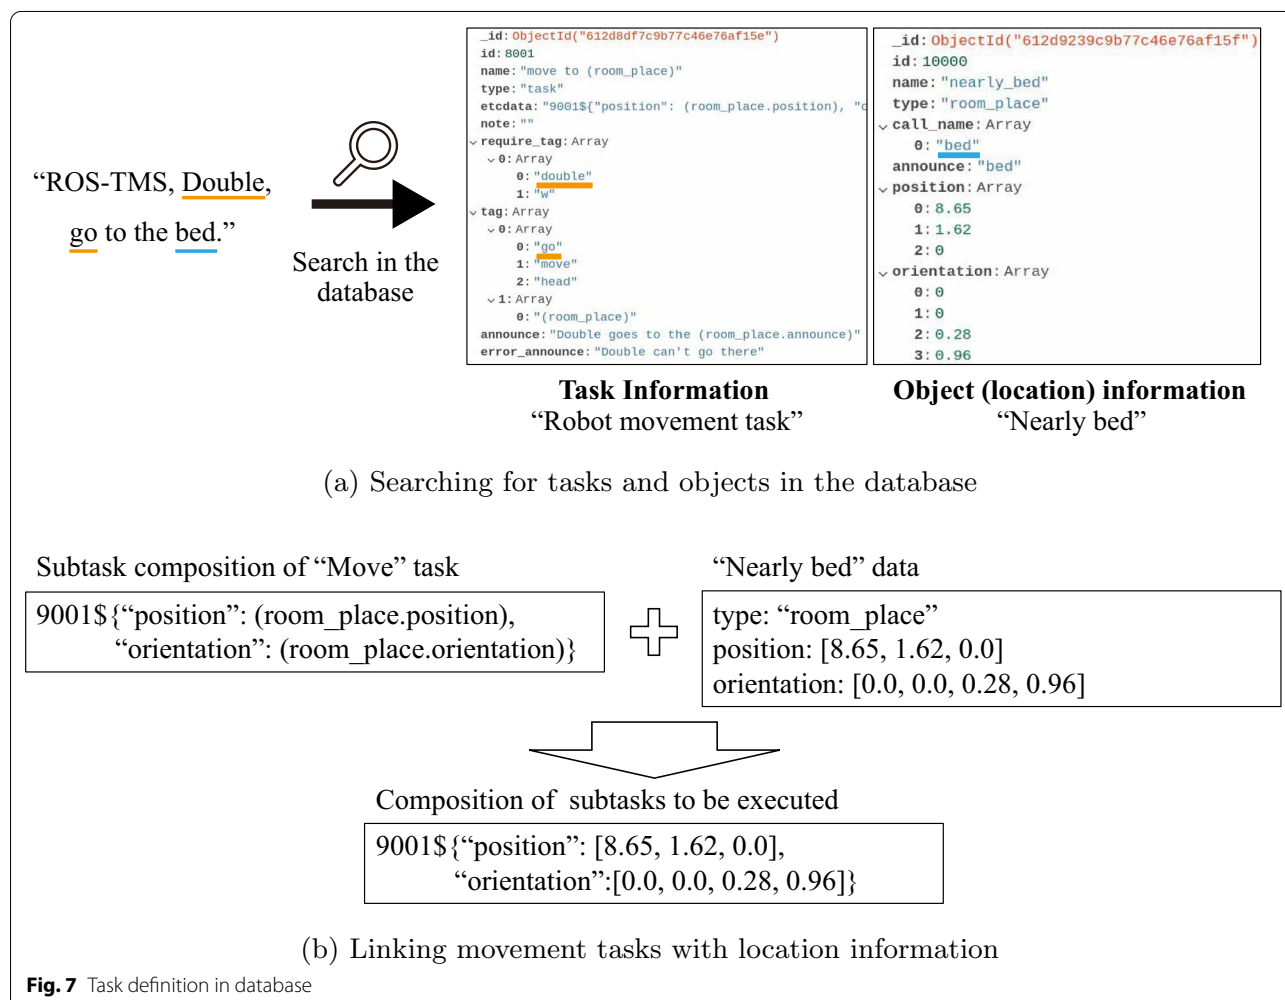 “ROS-TMS, Double,
go to the bed.”
Search in the
database
_id: ObjectId("612d8df7c9b77c46e76af15e")
id: 8001
name: "move to (room_place)"
type: "task"
etcdata: "9001${"position": (room_place.position), "o
note: ""
require_tag: Array
0: Array
0: "double"
1: "w"
tag: Array
0: Array
0: "go"
1: "move"
2: "head"
1: Array
0: "(room_place)"
announce: "Double goes to the (room_place.announce)"
error_announce: "Double can't go there"
Task Information
“Robot movement task”
_id: ObjectId("612d9239c9b77c46e76af15f")
id: 10000
name: "nearly_bed"
type: "room_place"
call_name: Array
0: "bed"
announce: "bed"
position: Array
0: 8.65
1: 1.62
2: 0
orientation: Array
0: 0
1: 0
2: 0.28
3: 0.96
Object (location) information
“Nearly bed”
(a) Searching for tasks and objects in the database
Subtask composition of “Move” task
9001${“position”: (room_place.position),
“orientation”: (room_place.orientation)}
“Nearly bed” data
type: “room_place”
position: [8.65, 1.62, 0.0]
orientation: [0.0, 0.0, 0.28, 0.96]
Composition of subtasks to be executed
9001${“position”: [8.65, 1.62, 0.0],
“orientation”:[0.0, 0.0, 0.28, 0.96]}
(b) Linking movement tasks with location information
Fig. 7 Task definition in database